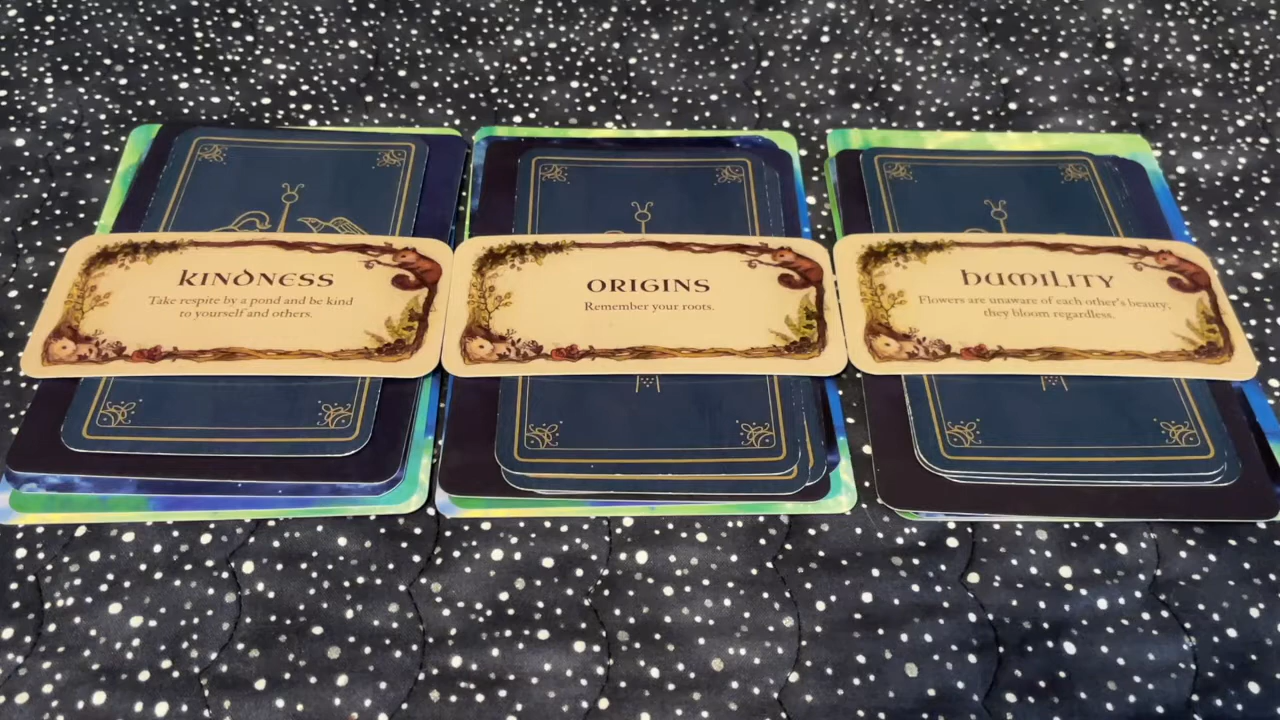 KINDNESS
Take respite by a pond and be kind
to yourself and others.
ORIGINS
Remember your roots.
HUMILITY
Flowers are unaware of each other's beauty,
they bloom regardless.